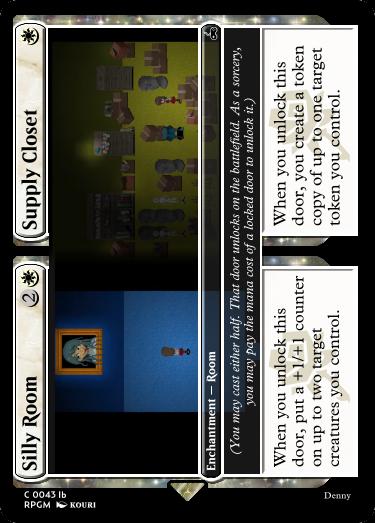 Silly Room
2
Enchantment — Room
(You may cast either half. That door unlocks on the battlefield. As a sorcery,
you may pay the mana cost of a locked door to unlock it.)
When you unlock this
door, put a +1/+1 counter
on up to two target
creatures you control.
Supply Closet
When you unlock this
door, you create a token
copy of up to one target
token you control.
C 0043 lb
RPGM KOURI
Denny